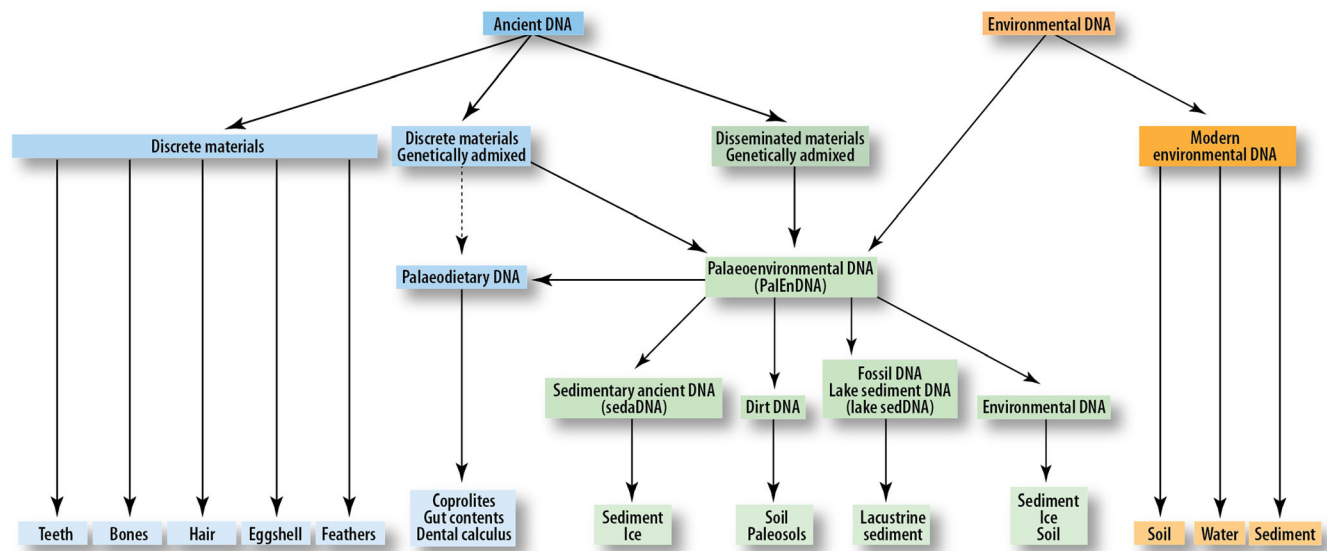 Ancient DNA
Environmental DNA
Discrete materials
Discrete materials
Genetically admixed
Disseminated materials
Genetically admixed
Modern
environmental DNA
Palaeodietary DNA
Palaeoenvironmental DNA
(PalEnDNA)
Sedimentary ancient DNA
(sedaDNA)
Dirt DNA
Fossil DNA
Lake sediment DNA
(lake sedDNA)
Environmental DNA
Teeth
Bones
Hair
Eggshell
Feathers
Coprolites
Gut contents
Dental calculus
Sediment
Ice
Soil
Paleosols
Lacustrine
sediment
Sediment
Ice
Soil
Soil
Water
Sediment